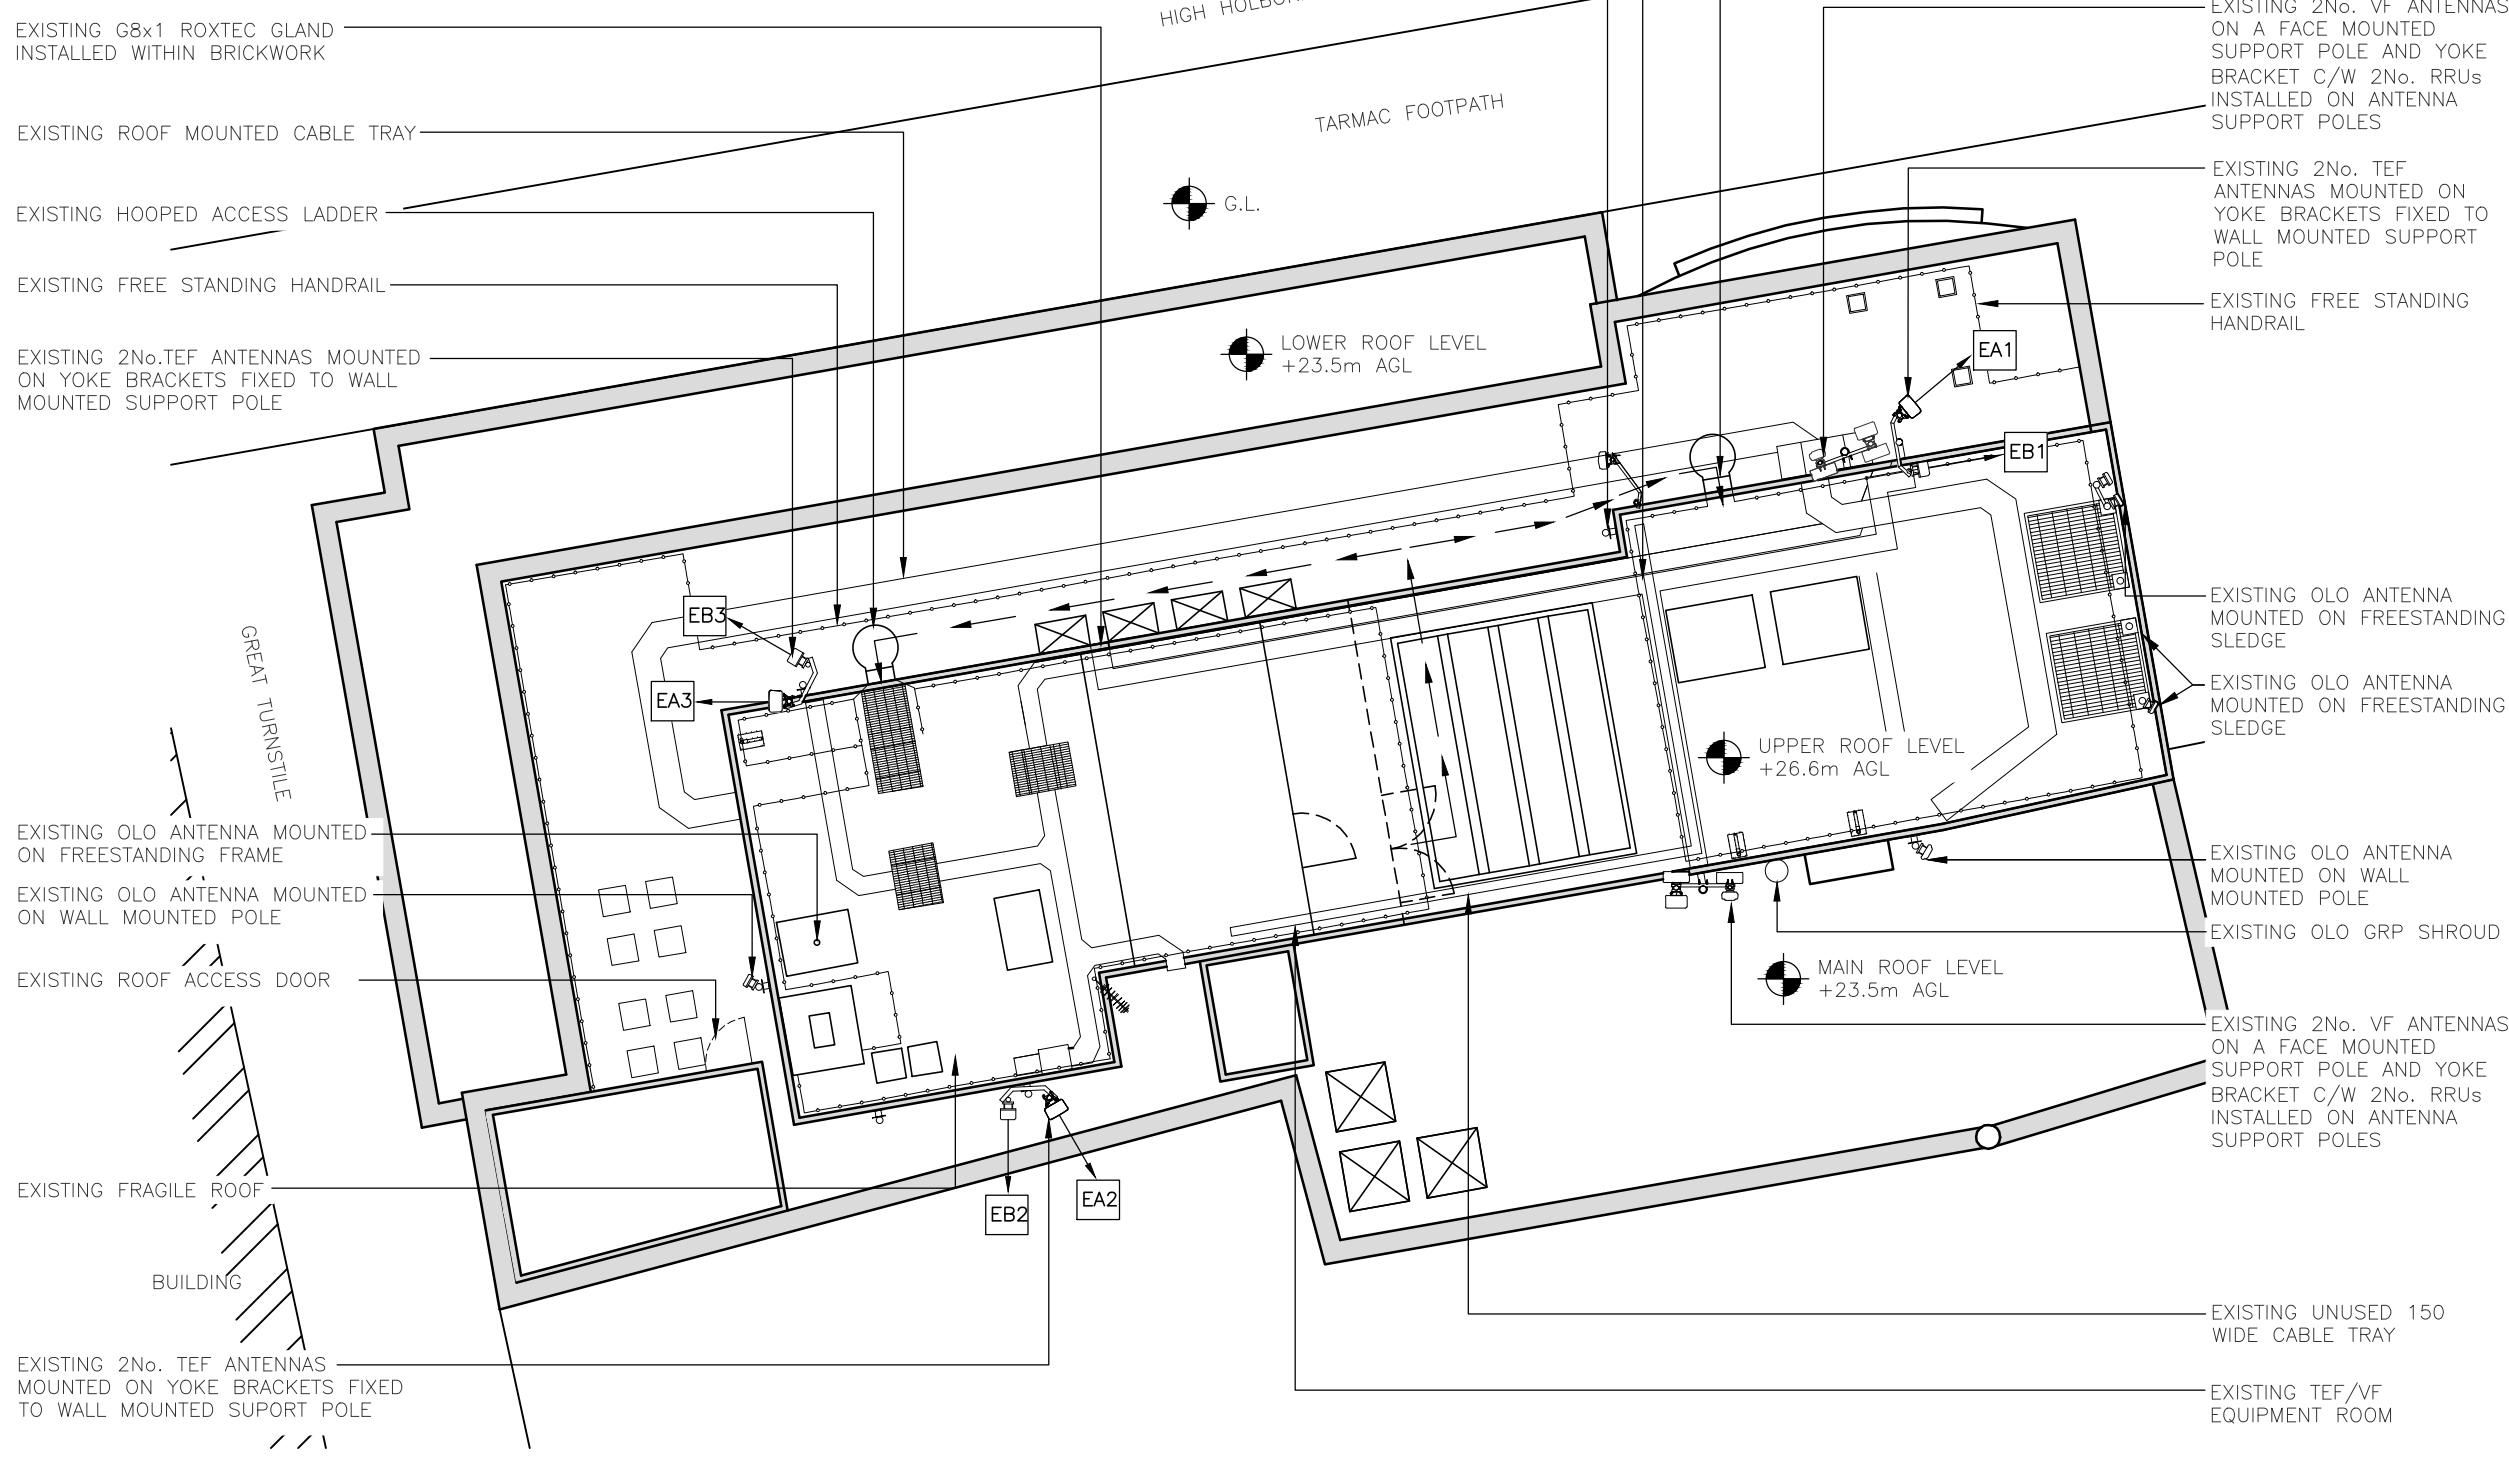 EXISTING G8x1 ROXTEC GLAND
INSTALLED WITHIN BRICKWORK
EXISTING ROOF MOUNTED CABLE TRAY
EXISTING HOOPED ACCESS LADDER
EXISTING FREE STANDING HANDRAIL
EXISTING 2No.TEF ANTENNAS MOUNTED
ON YOKE BRACKETS FIXED TO WALL
MOUNTED SUPPORT POLE
GREAT TURNSTILE
EXISTING OLO ANTENNA MOUNTED
ON FREESTANDING FRAME
EXISTING OLO ANTENNA MOUNTED
ON WALL MOUNTED POLE
EXISTING ROOF ACCESS DOOR
EXISTING FRAGILE ROOF
BUILDING
EXISTING 2No. TEF ANTENNAS
MOUNTED ON YOKE BRACKETS FIXED
TO WALL MOUNTED SUPORT POLE
HIGH HOLBORN
TARMAC FOOTPATH
G.L.
LOWER ROOF LEVEL
+23.5m AGL
EA1
EB1
EB3
EA3
UPPER ROOF LEVEL
+26.6m AGL
MAIN ROOF LEVEL
+23.5m AGL
EB2
EA2
EXISTING 2No. VF ANTENNAS
ON A FACE MOUNTED
SUPPORT POLE AND YOKE
BRACKET C/W 2No. RRUs
INSTALLED ON ANTENNA
SUPPORT POLES
EXISTING 2No. TEF
ANTENNAS MOUNTED ON
YOKE BRACKETS FIXED TO
WALL MOUNTED SUPPORT
POLE
EXISTING FREE STANDING
HANDRAIL
EXISTING OLO ANTENNA
MOUNTED ON FREESTANDING
SLEDGE
EXISTING OLO ANTENNA
MOUNTED ON FREESTANDING
SLEDGE
EXISTING OLO ANTENNA
MOUNTED ON WALL
MOUNTED POLE
EXISTING OLO GRP SHROUD
EXISTING 2No. VF ANTENNAS
ON A FACE MOUNTED
SUPPORT POLE AND YOKE
BRACKET C/W 2No. RRUs
INSTALLED ON ANTENNA
SUPPORT POLES
EXISTING UNUSED 150
WIDE CABLE TRAY
EXISTING TEF/VF
EQUIPMENT ROOM